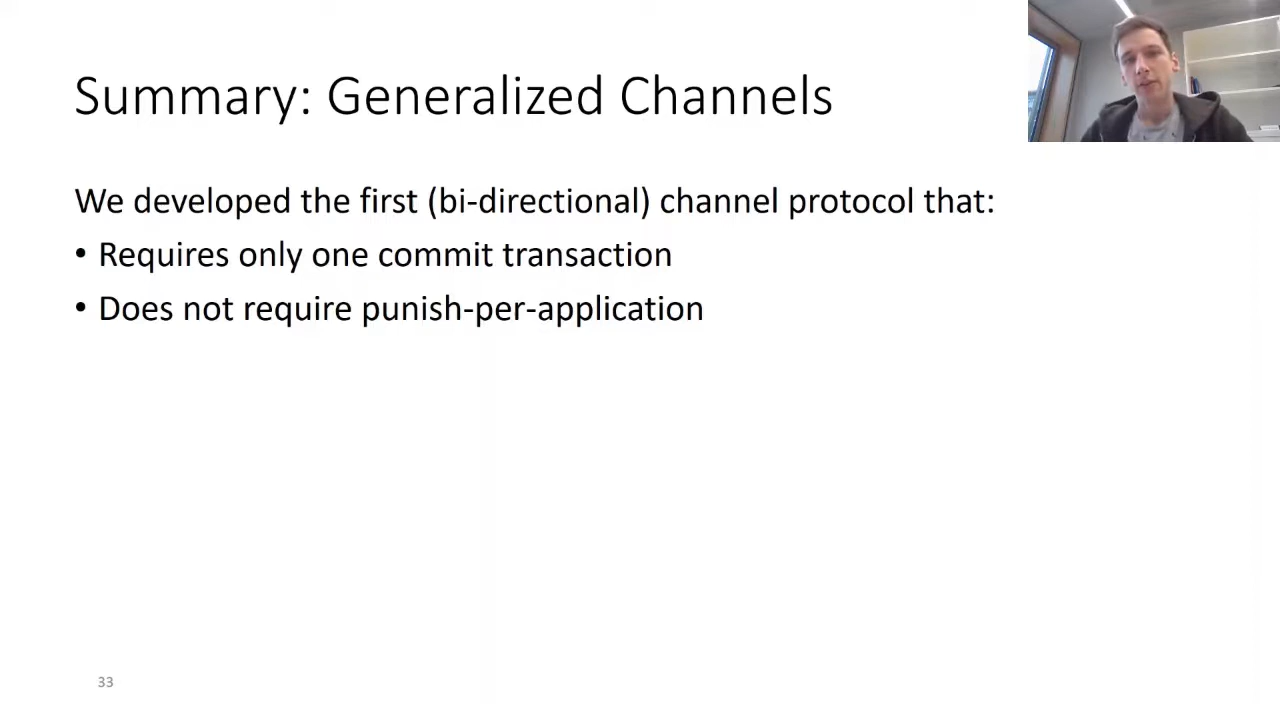 Summary: Generalized Channels
We developed the first (bi-directional) channel protocol that:
• Requires only one commit transaction
• Does not require punish-per-application
33